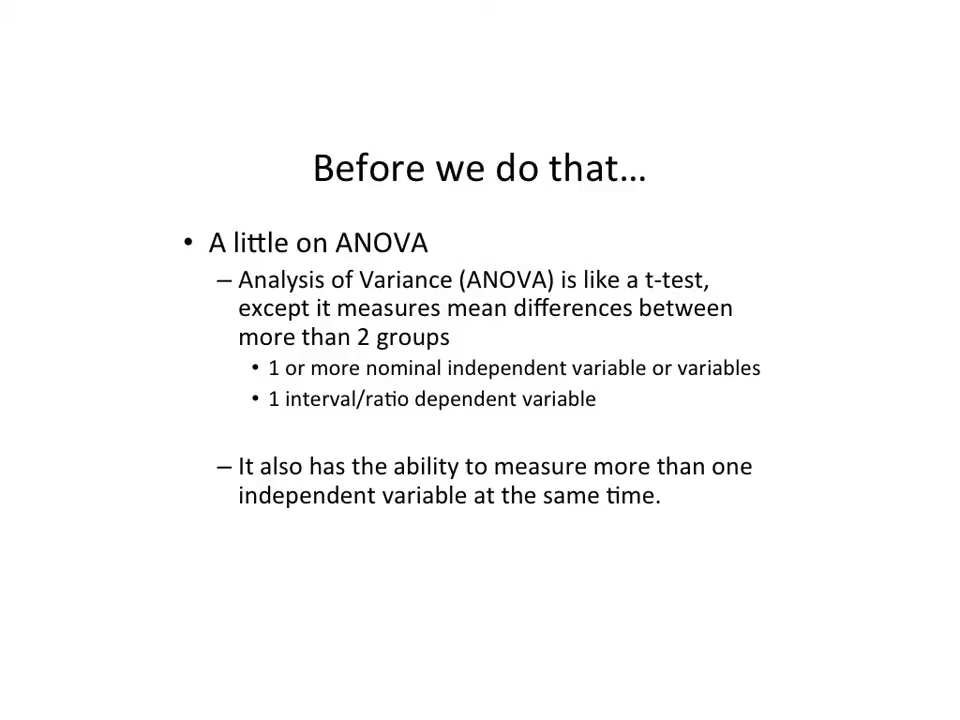 Before we do that…
• A little on ANOVA
– Analysis of Variance (ANOVA) is like a t-test,
except it measures mean differences between
more than 2 groups
• 1 or more nominal independent variable or variables
• 1 interval/ratio dependent variable
– It also has the ability to measure more than one
independent variable at the same time.